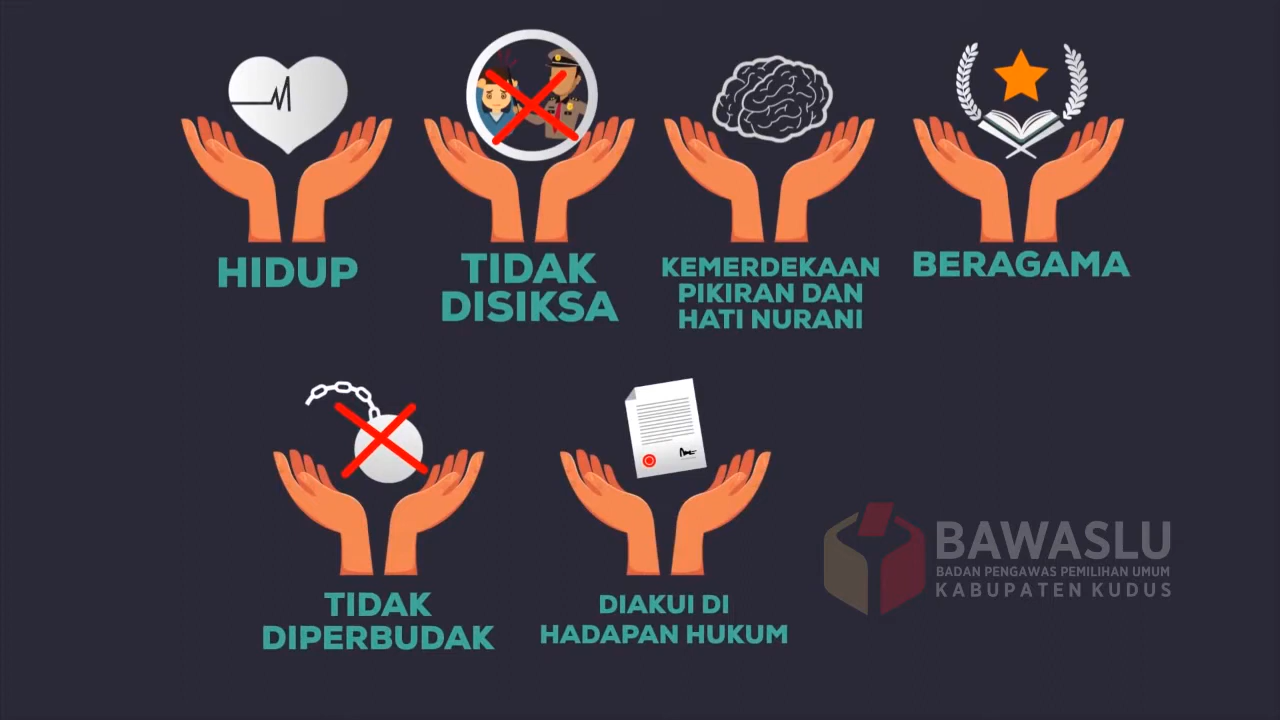 HIDUP
TIDAK
DISIKSA
KEMERDEKAAN
PIKIRAN DAN
HATI NURANI
BERAGAMA
TIDAK
DIPERBUDAK
DIAKUI DI
HADAPAN HUKUM
BAWASLU
BADAN PENGAWAS PEMILIHAN UMUM
KABUPATEN KUDUS